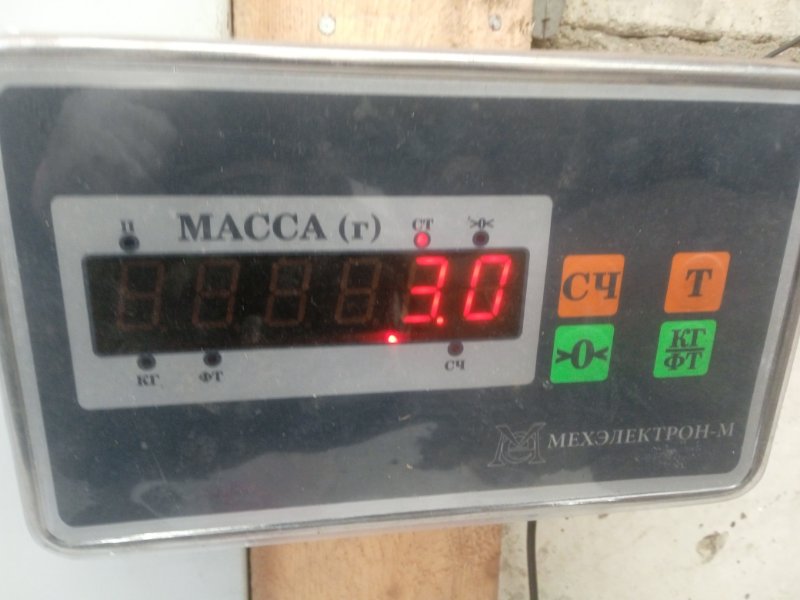 П МАССА (г) СТ >0<
3.0
КГ ФТ СЧ
СЧ Т
>0< КГ
ФТ
МЕХЭЛЕКТРОН-М